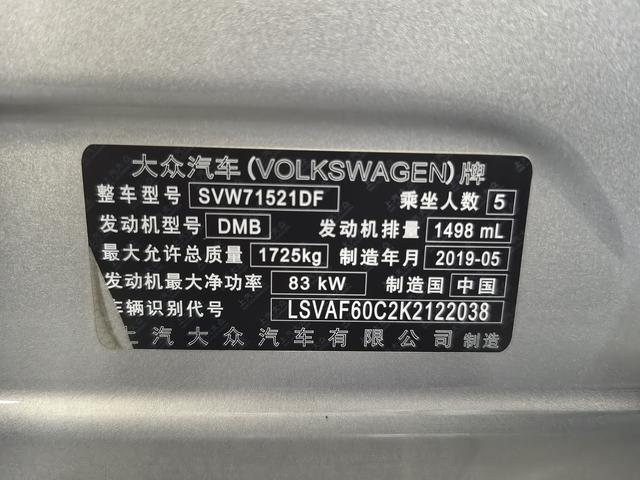 大众汽车(VOLKSWAGEN)牌
整车型号 SVW71521DF 乘坐人数 5
发动机型号 DMB 发动机排量 1498 mL
最大允许总质量 1725kg 制造年月 2019-05
发动机最大净功率 83 kW 制造国 中国
车辆识别代号 LSVAF60C2K2122038
上汽大众汽车有限公司 制造